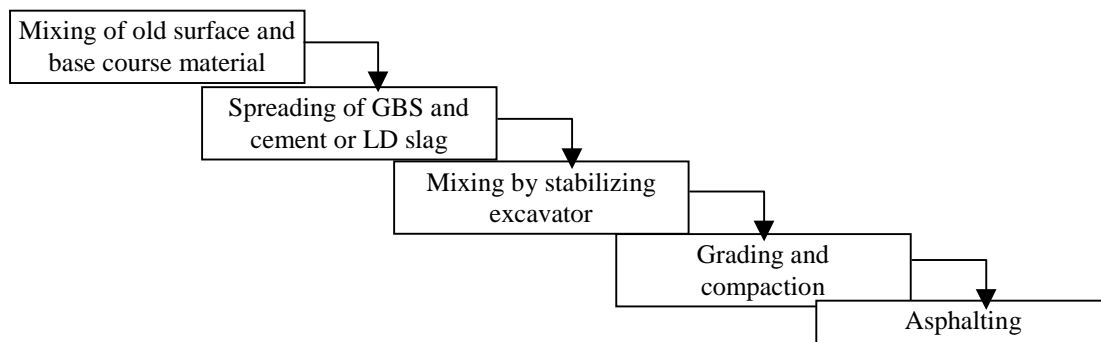 Mixing of old surface and
base course material
Spreading of GBS and
cement or LD slag
Mixing by stabilizing
excavator
Grading and
compaction
Asphalting